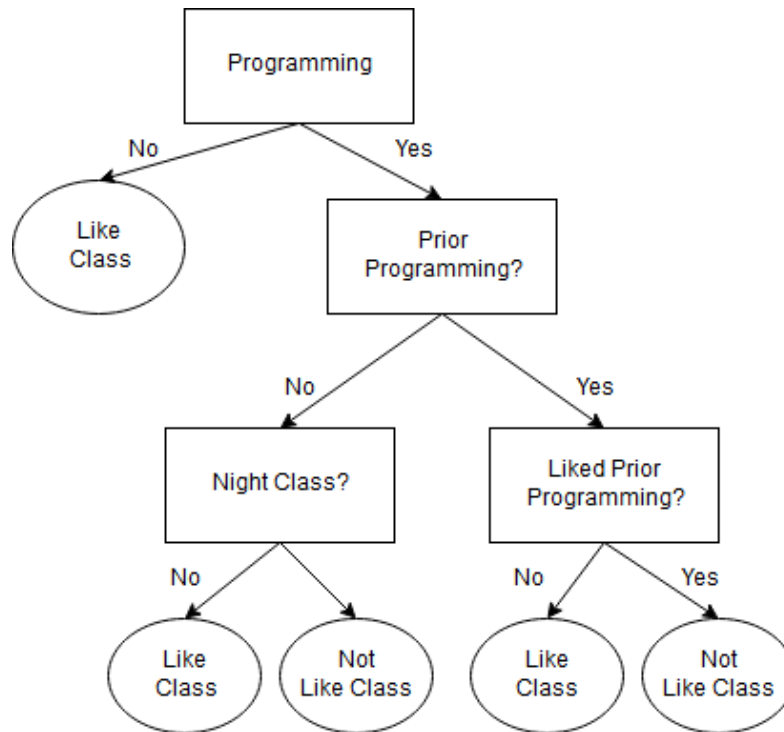 Programming
No
Yes
Like
Class
Prior
Programming?
No
Yes
Night Class?
Liked Prior
Programming?
No
No
Yes
Like
Class
Not
Like Class
Like
Class
Not
Like Class